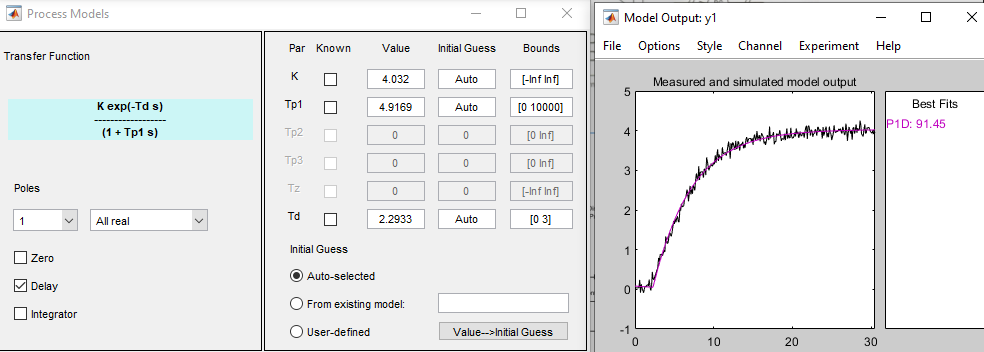 Process Models
Transfer Function
K exp(-Td s)
-------------------
(1 + Tp1 s)
Poles
1 All real
Zero
Delay
Integrator
Par Known Value Initial Guess Bounds
K 4.032 Auto [-Inf Inf]
Tp1 4.9169 Auto [0 10000]
Tp2 0 0 [0 Inf]
Tp3 0 0 [0 Inf]
Tz 0 0 [-Inf Inf]
Td 2.2933 Auto [0 3]
Initial Guess
Auto-selected
From existing model:
User-defined Value-->Initial Guess
Model Output: y1
File Options Style Channel Experiment Help
Measured and simulated model output
5
4
3
2
1
0
-1
0 10 20 30
Best Fits
P1D: 91.45